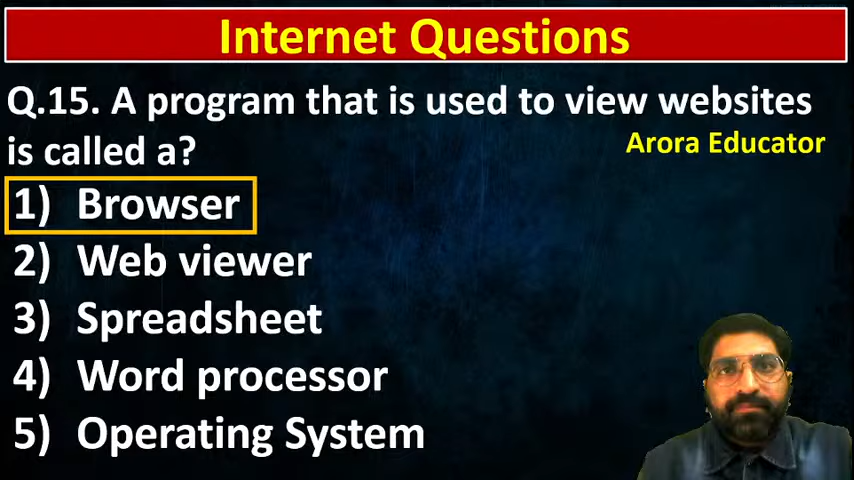 Internet Questions
Q.15. A program that is used to view websites
is called a?
Arora Educator
1) Browser
2) Web viewer
3) Spreadsheet
4) Word processor
5) Operating System